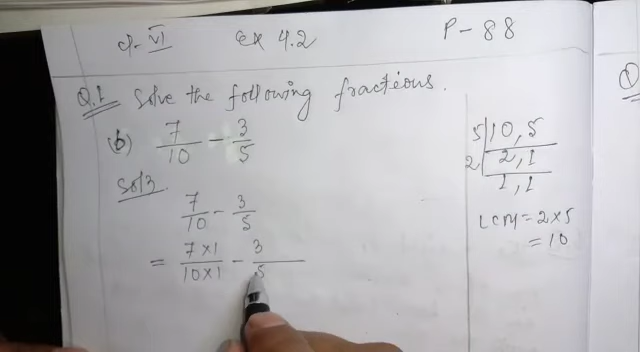 cl- VI Ex 4.2 P-88
Q.1 Solve the following fractions.
(b) 7/10 - 3/5
Soln.
7/10 - 3/5
= 7×1/10×1 - 3/5
5|10, 5
2|2, 1
1, 1
LCM = 2×5
= 10